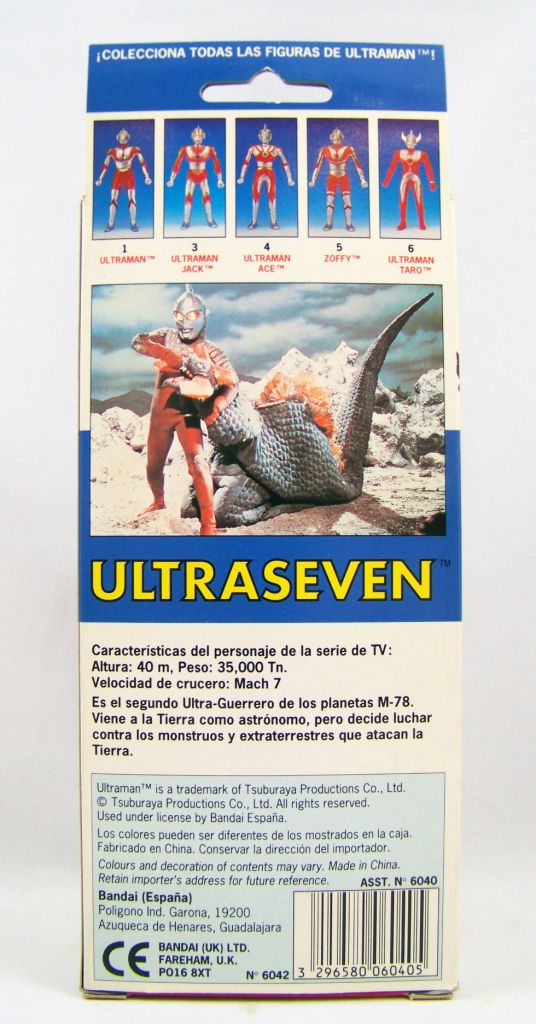 ¡COLECCIONA TODAS LAS FIGURAS DE ULTRAMAN™!
1 3 4 5 6
ULTRAMAN™ ULTRAMAN JACK™ ULTRAMAN ACE™ ZOFFY™ ULTRAMAN TARO™
ULTRASEVEN™
Características del personaje de la serie de TV:
Altura: 40 m, Peso: 35,000 Tn.
Velocidad de crucero: Mach 7
Es el segundo Ultra-Guerrero de los planetas M-78.
Viene a la Tierra como astrónomo, pero decide luchar
contra los monstruos y extraterrestres que atacan la
Tierra.
Ultraman™ is a trademark of Tsuburaya Productions Co., Ltd.
© Tsuburaya Productions Co., Ltd. All rights reserved.
Used under license by Bandai España.
Los colores pueden ser diferentes de los mostrados en la caja.
Fabricado en China. Conservar la dirección del importador.
Colours and decoration of contents may vary. Made in China.
Retain importer's address for future reference.
ASST. Nº 6040
Bandai (España)
Poligono Ind. Garona, 19200
Azuqueca de Henares, Guadalajara
CE BANDAI (UK) LTD.
FAREHAM, U.K.
PO16 8XT
Nº 6042
3 296580 060405